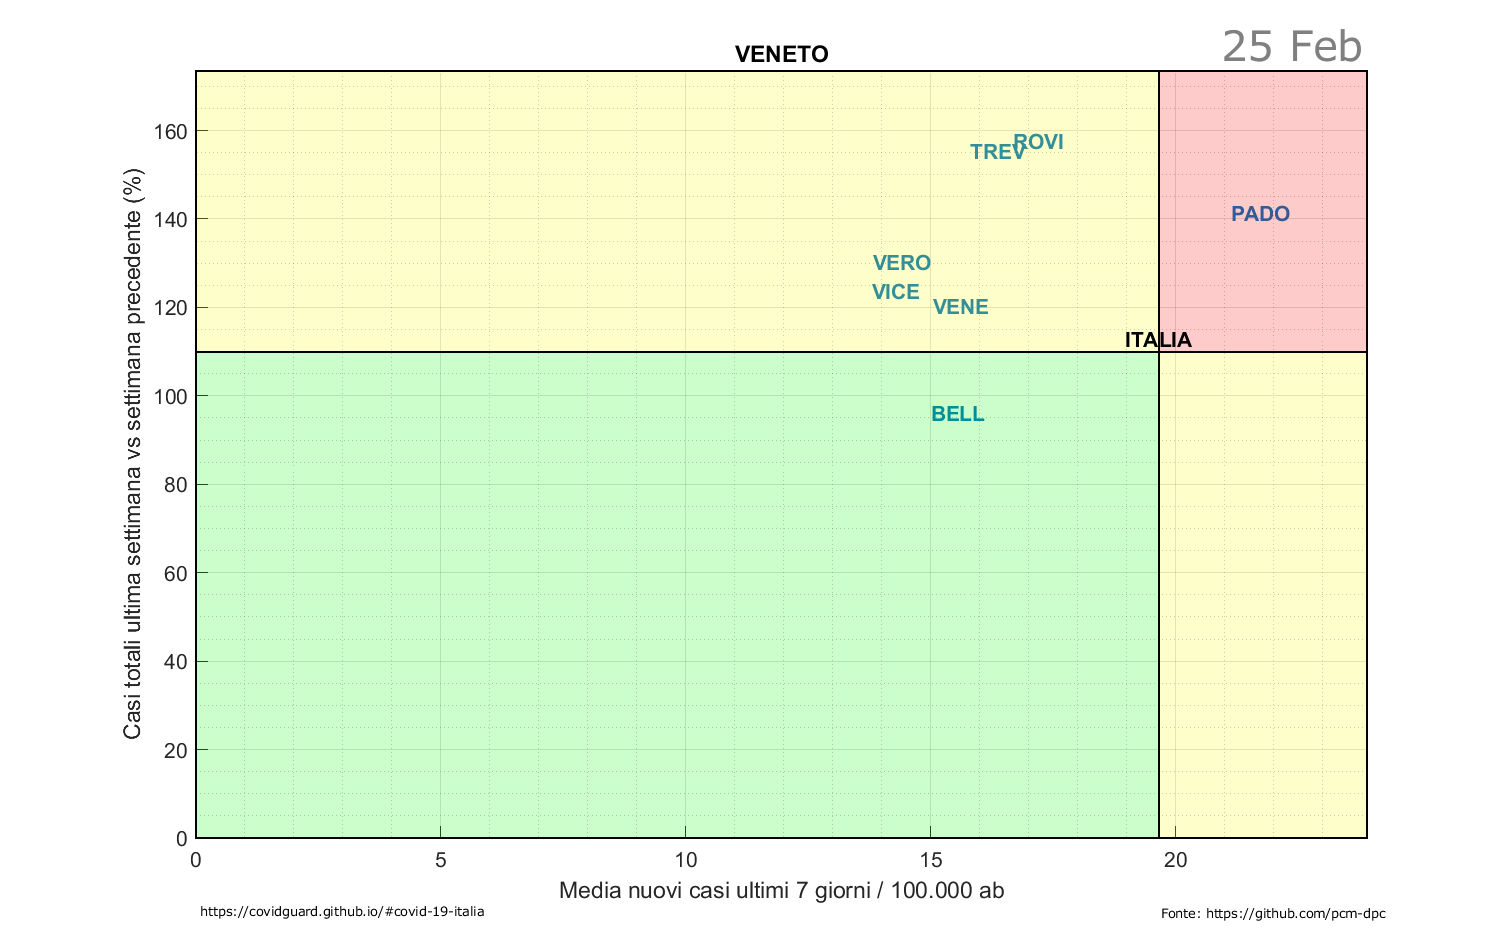 VENETO
25 Feb
Casi totali ultima settimana vs settimana precedente (%)
160
140
120
100
80
60
40
20
0
ROVI
TREV
PADO
VERO
VICE
VENE
ITALIA
BELL
0
5
10
15
20
Media nuovi casi ultimi 7 giorni / 100.000 ab
https://covidguard.github.io/#covid-19-italia
Fonte: https://github.com/pcm-dpc